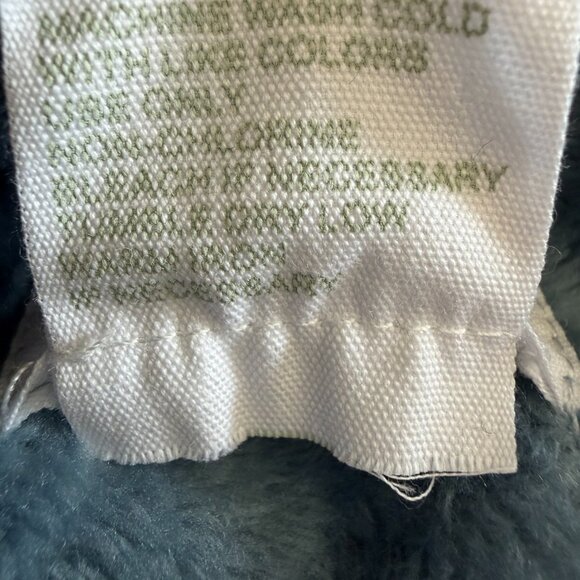 MACHINE WASH COLD
WITH LIKE COLORS
USE ONLY
NON-CHLORINE
BLEACH IF NECESSARY
TUMBLE DRY LOW
WARM IRON
IF NECESSARY